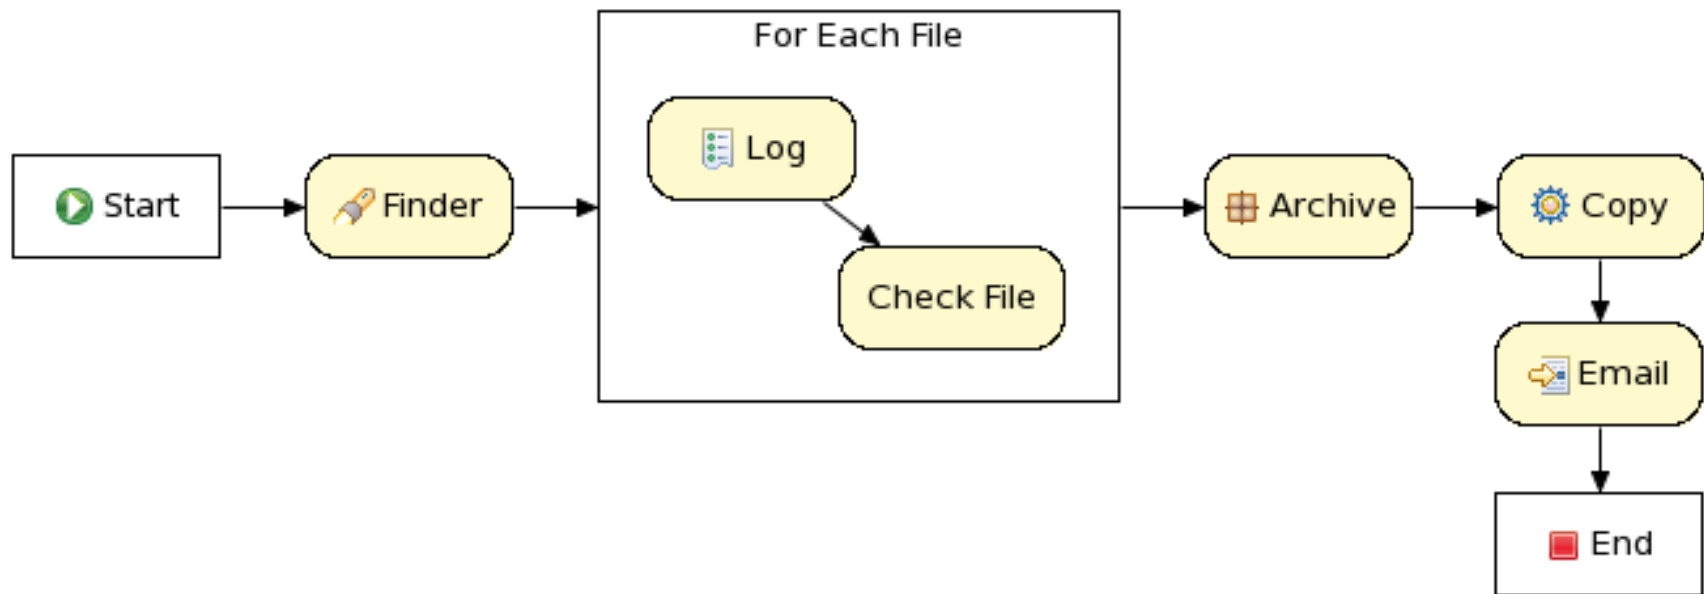 For Each File
Log
Start
Finder
Archive
Copy
Check File
Email
End